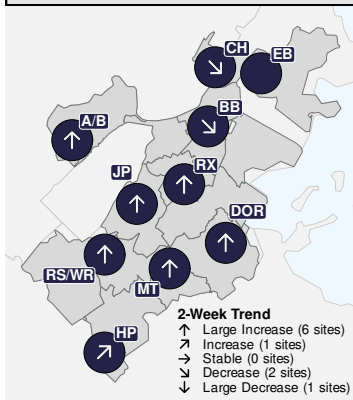 CH
EB
A/B
BB
JP
RX
DOR
RS/WR
MT
HP
2-Week Trend
↑ Large Increase (6 sites)
↗ Increase (1 sites)
→ Stable (0 sites)
↘ Decrease (2 sites)
↓ Large Decrease (1 sites)